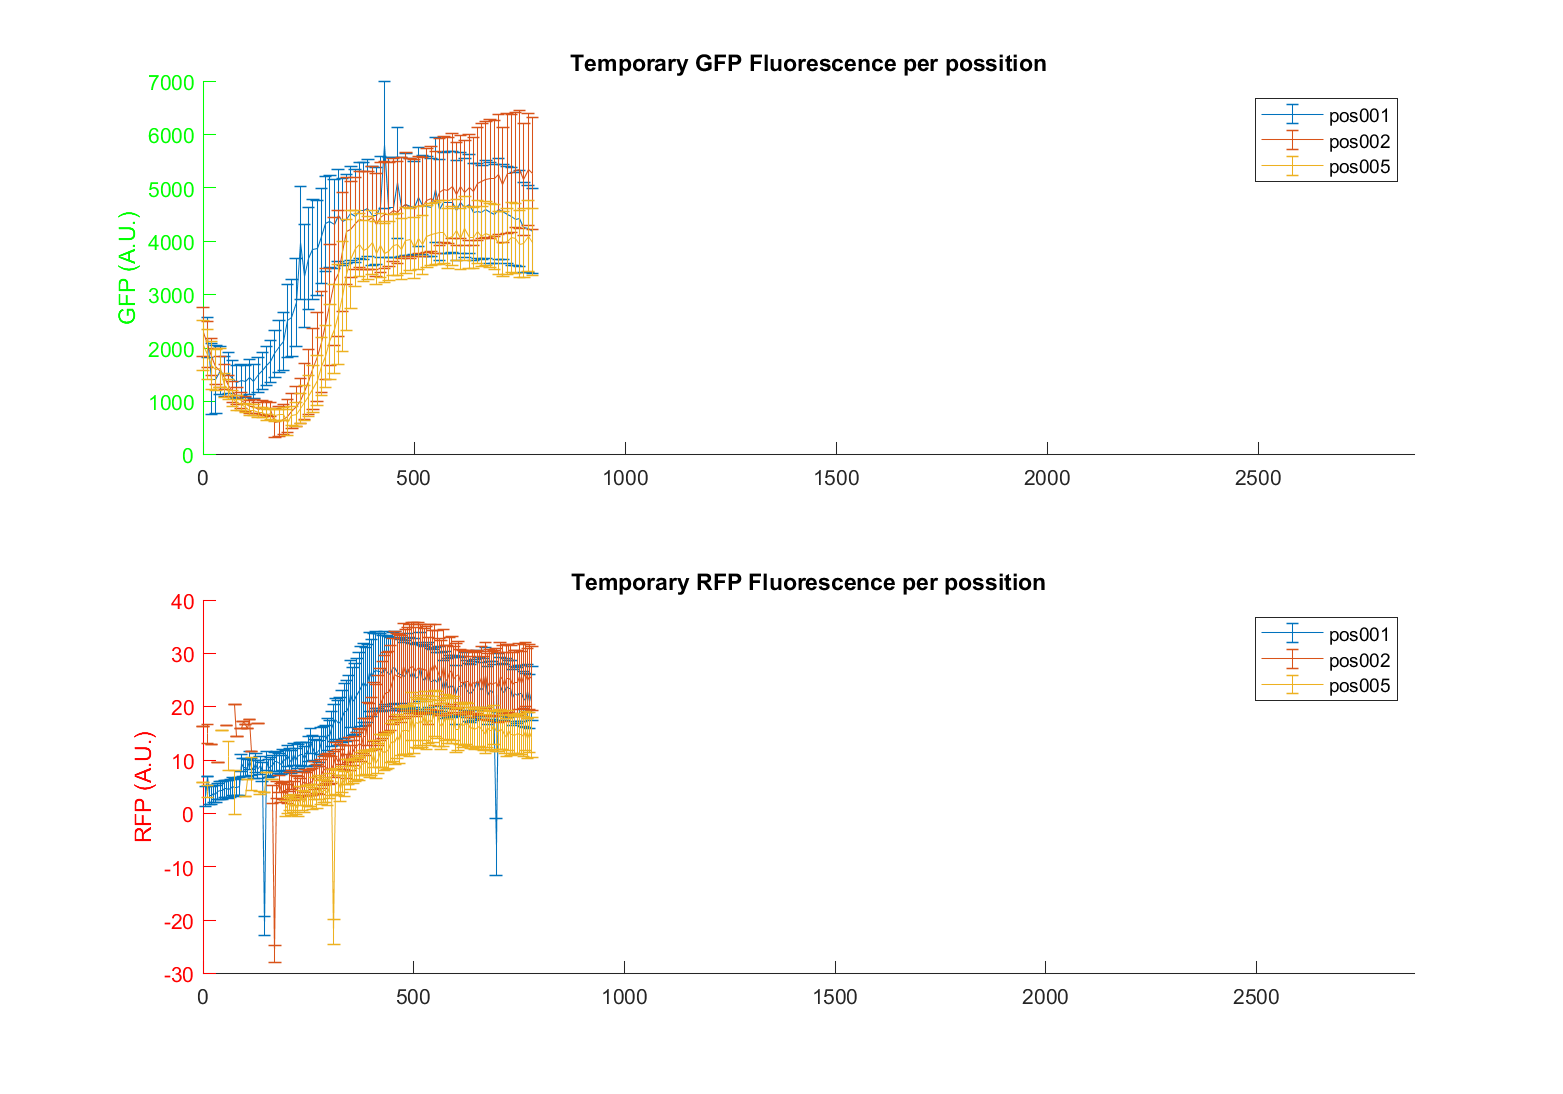 Temporary GFP Fluorescence per possition
GFP (A.U.)
7000
6000
5000
4000
3000
2000
1000
0
0 500 1000 1500 2000 2500
pos001
pos002
pos005
Temporary RFP Fluorescence per possition
RFP (A.U.)
40
30
20
10
0
-10
-20
-30
0 500 1000 1500 2000 2500
pos001
pos002
pos005